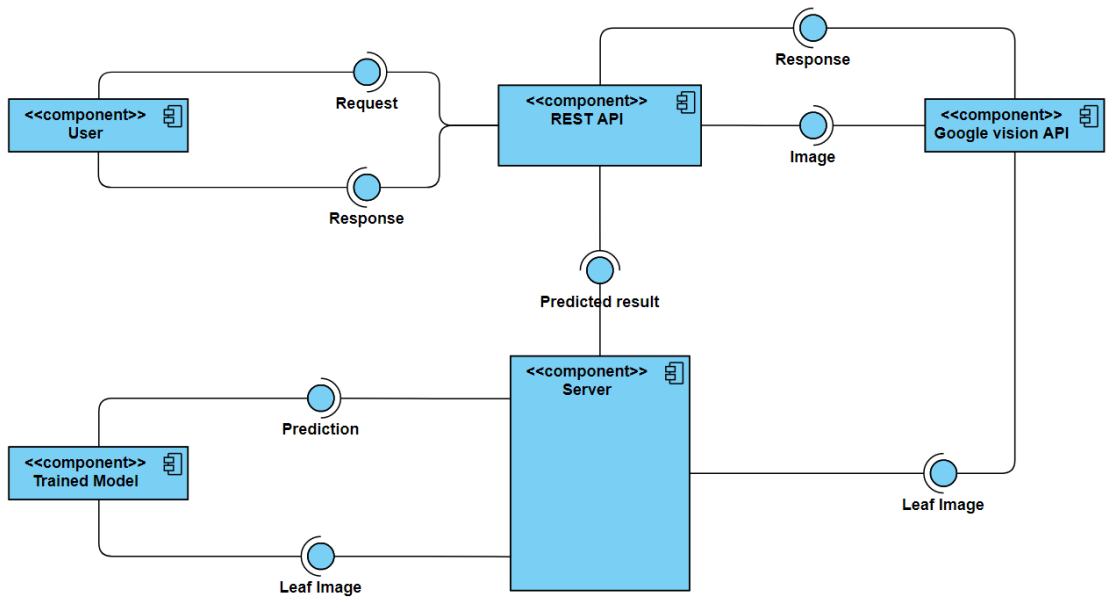 Response
<<component>>
REST API
Request
<<component>>
User
<<component>>
Google vision API
Image
Response
Predicted result
<<component>>
Server
Prediction
<<component>>
Trained Model
Leaf Image
Leaf Image